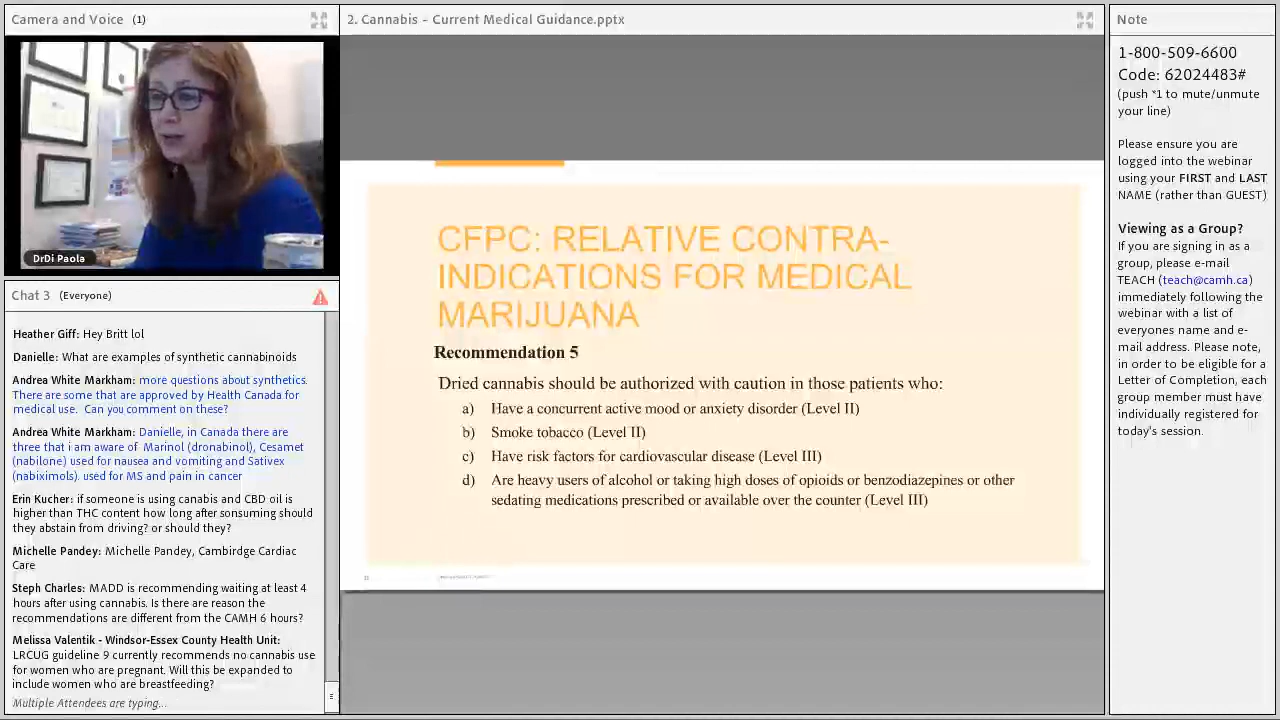 Camera and Voice (1)
DrDi Paola
Chat 3 (Everyone)
Heather Giff: Hey Britt lol
Danielle: What are examples of synthetic cannabinoids
Andrea White Markham: more questions about synthetics.
There are some that are approved by Health Canada for
medical use. Can you comment on these?
Andrea White Markham: Danielle, in Canada there are
three that i am aware of Marinol (dronabinol), Cesamet
(nabilone) used for nausea and vomiting and Sativex
(nabiximols). used for MS and pain in cancer
Erin Kucher: if someone is using canabis and CBD oil is
higher than THC content how long after sonsuming should
they abstain from driving? or should they?
Michelle Pandey: Michelle Pandey, Cambirdge Cardiac
Care
Steph Charles: MADD is recommending waiting at least 4
hours after using cannabis. Is there are reason the
recommendations are different from the CAMH 6 hours?
Melissa Valentik - Windsor-Essex County Health Unit:
LRCUG guideline 9 currently recommends no cannabis use
for women who are pregnant. Will this be expanded to
include women who are breastfeeding?
Multiple Attendees are typing...
2. Cannabis - Current Medical Guidance.pptx
CFPC: RELATIVE CONTRA-
INDICATIONS FOR MEDICAL
MARIJUANA
Recommendation 5
Dried cannabis should be authorized with caution in those patients who:
a) Have a concurrent active mood or anxiety disorder (Level II)
b) Smoke tobacco (Level II)
c) Have risk factors for cardiovascular disease (Level III)
d) Are heavy users of alcohol or taking high doses of opioids or benzodiazepines or other
sedating medications prescribed or available over the counter (Level III)
Note
1-800-509-6600
Code: 62024483#
(push *1 to mute/unmute
your line)
Please ensure you are
logged into the webinar
using your FIRST and LAST
NAME (rather than GUEST)
Viewing as a Group?
If you are signing in as a
group, please e-mail
TEACH (teach@camh.ca)
immediately following the
webinar with a list of
everyones name and e-
mail address. Please note,
in order to be eligible for a
Letter of Completion, each
group member must have
individually registered for
today's session.